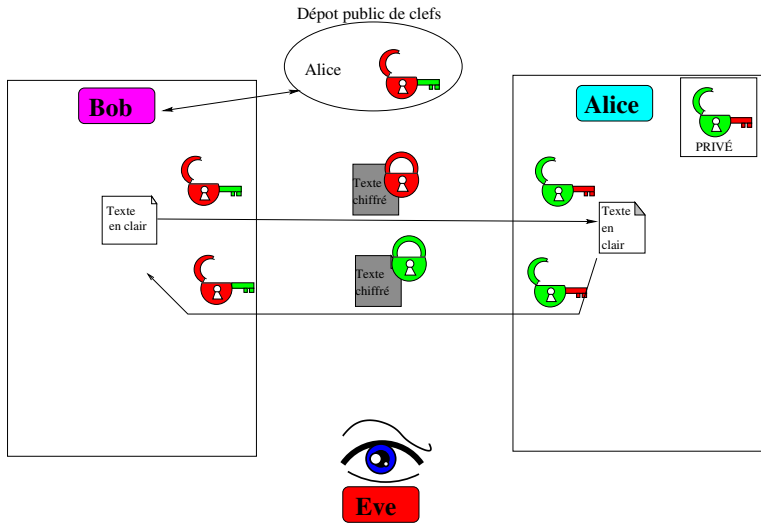 Dépot public de clefs
Alice
Bob
Alice
PRIVÉ
Texte
en clair
Texte
chiffré
Texte
en
clair
Texte
chiffré
Eve